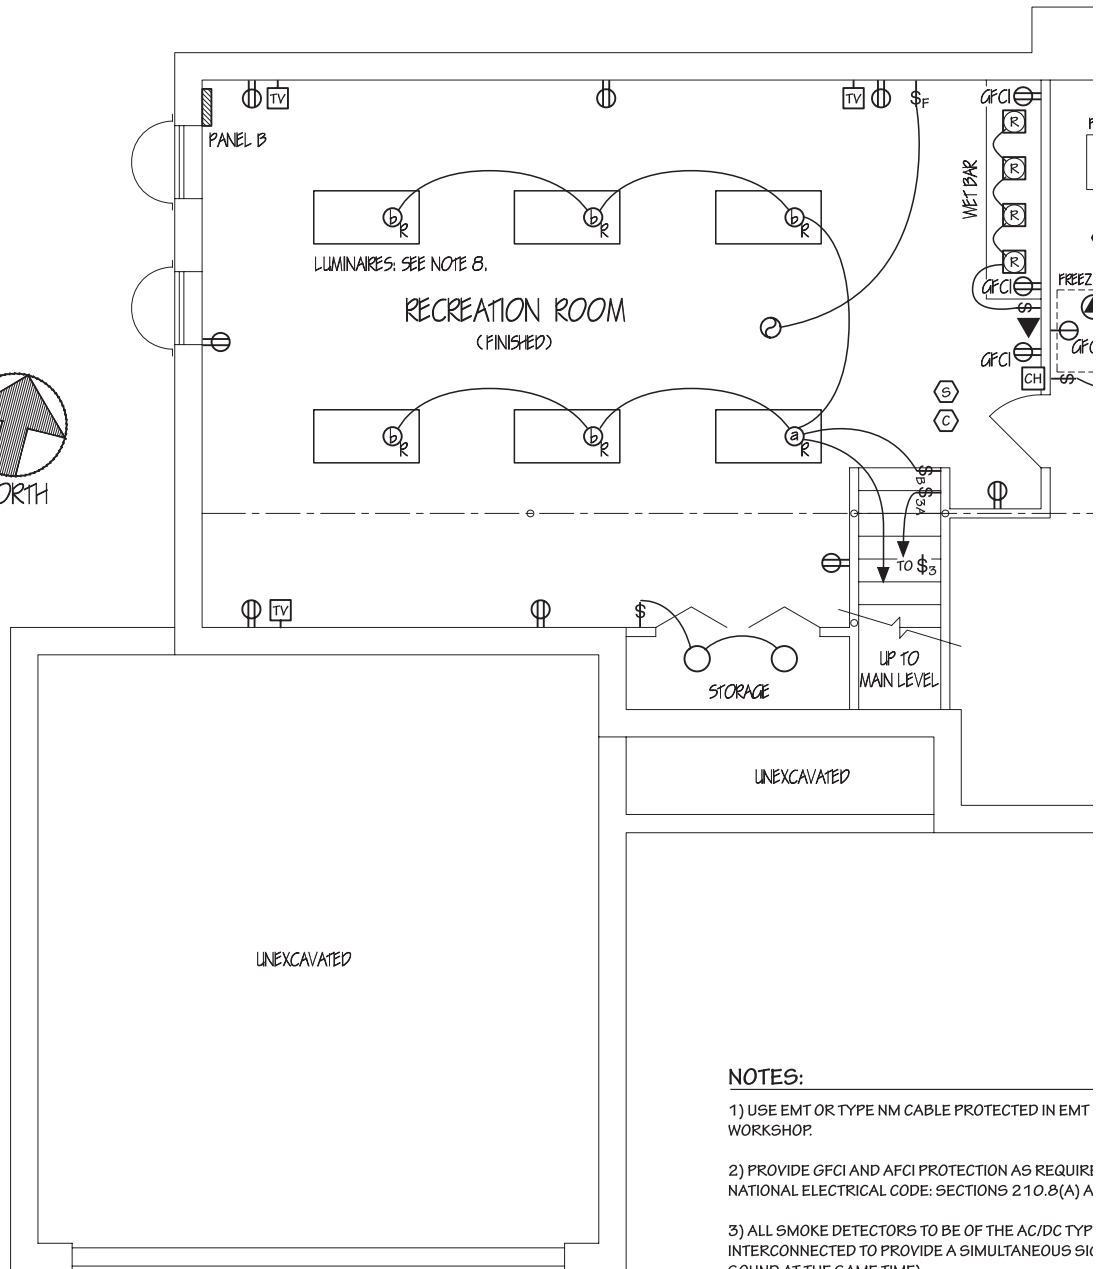 TV
TV
$F
GFCI
PANEL B
R
R
R
R
WET BAR
b
R
b
R
b
R
LUMINAIRES: SEE NOTE 8.
RECREATION ROOM
(FINISHED)
GFCI
FREEZ
S
GFCI
CH
S
S
C
b
R
b
R
a
R
$B
$3A
ORTH
TO $3
TV
$
UP TO
MAIN LEVEL
STORAGE
UNEXCAVATED
UNEXCAVATED
NOTES:
1) USE EMT OR TYPE NM CABLE PROTECTED IN EMT
WORKSHOP.
2) PROVIDE GFCI AND AFCI PROTECTION AS REQUIRE
NATIONAL ELECTRICAL CODE: SECTIONS 210.8(A) A
3) ALL SMOKE DETECTORS TO BE OF THE AC/DC TYP
INTERCONNECTED TO PROVIDE A SIMULTANEOUS SI